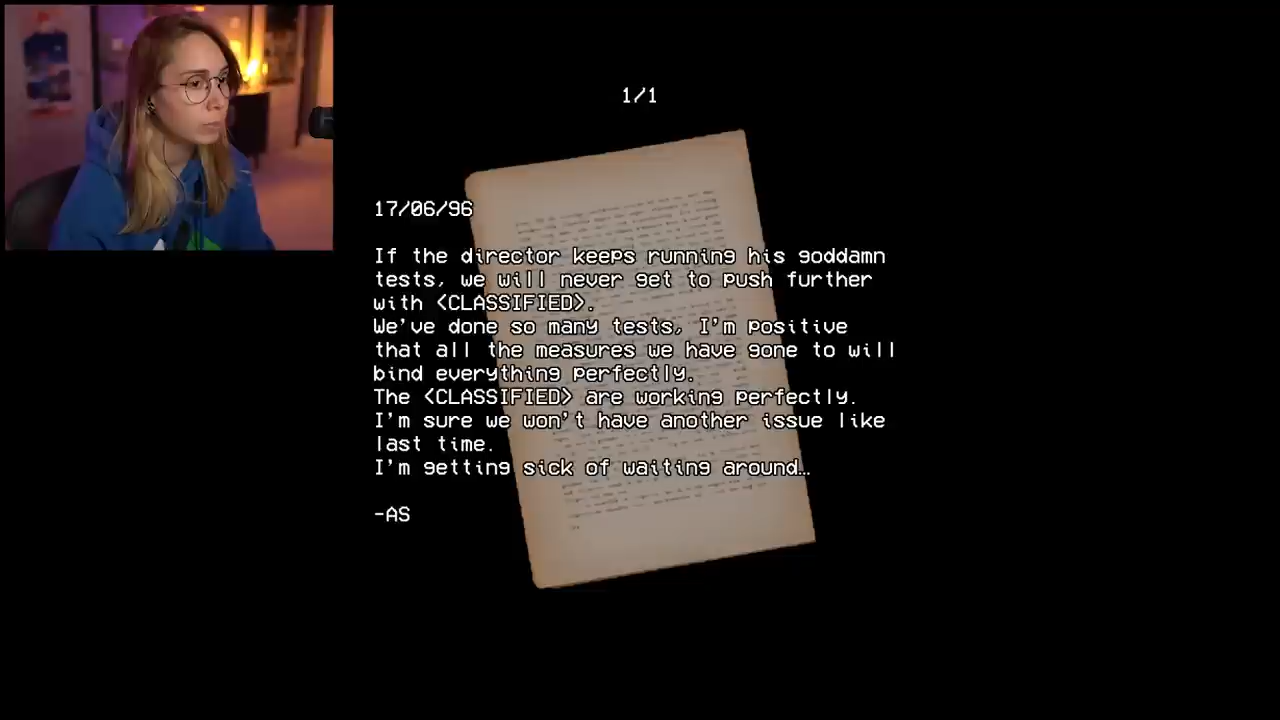 1/1
17/06/96
If the director keeps running his goddamn
tests, we will never get to push further
with <CLASSIFIED>.
We've done so many tests, I'm positive
that all the measures we have gone to will
bind everything perfectly.
The <CLASSIFIED> are working perfectly.
I'm sure we won't have another issue like
last time.
I'm getting sick of waiting around…
-AS